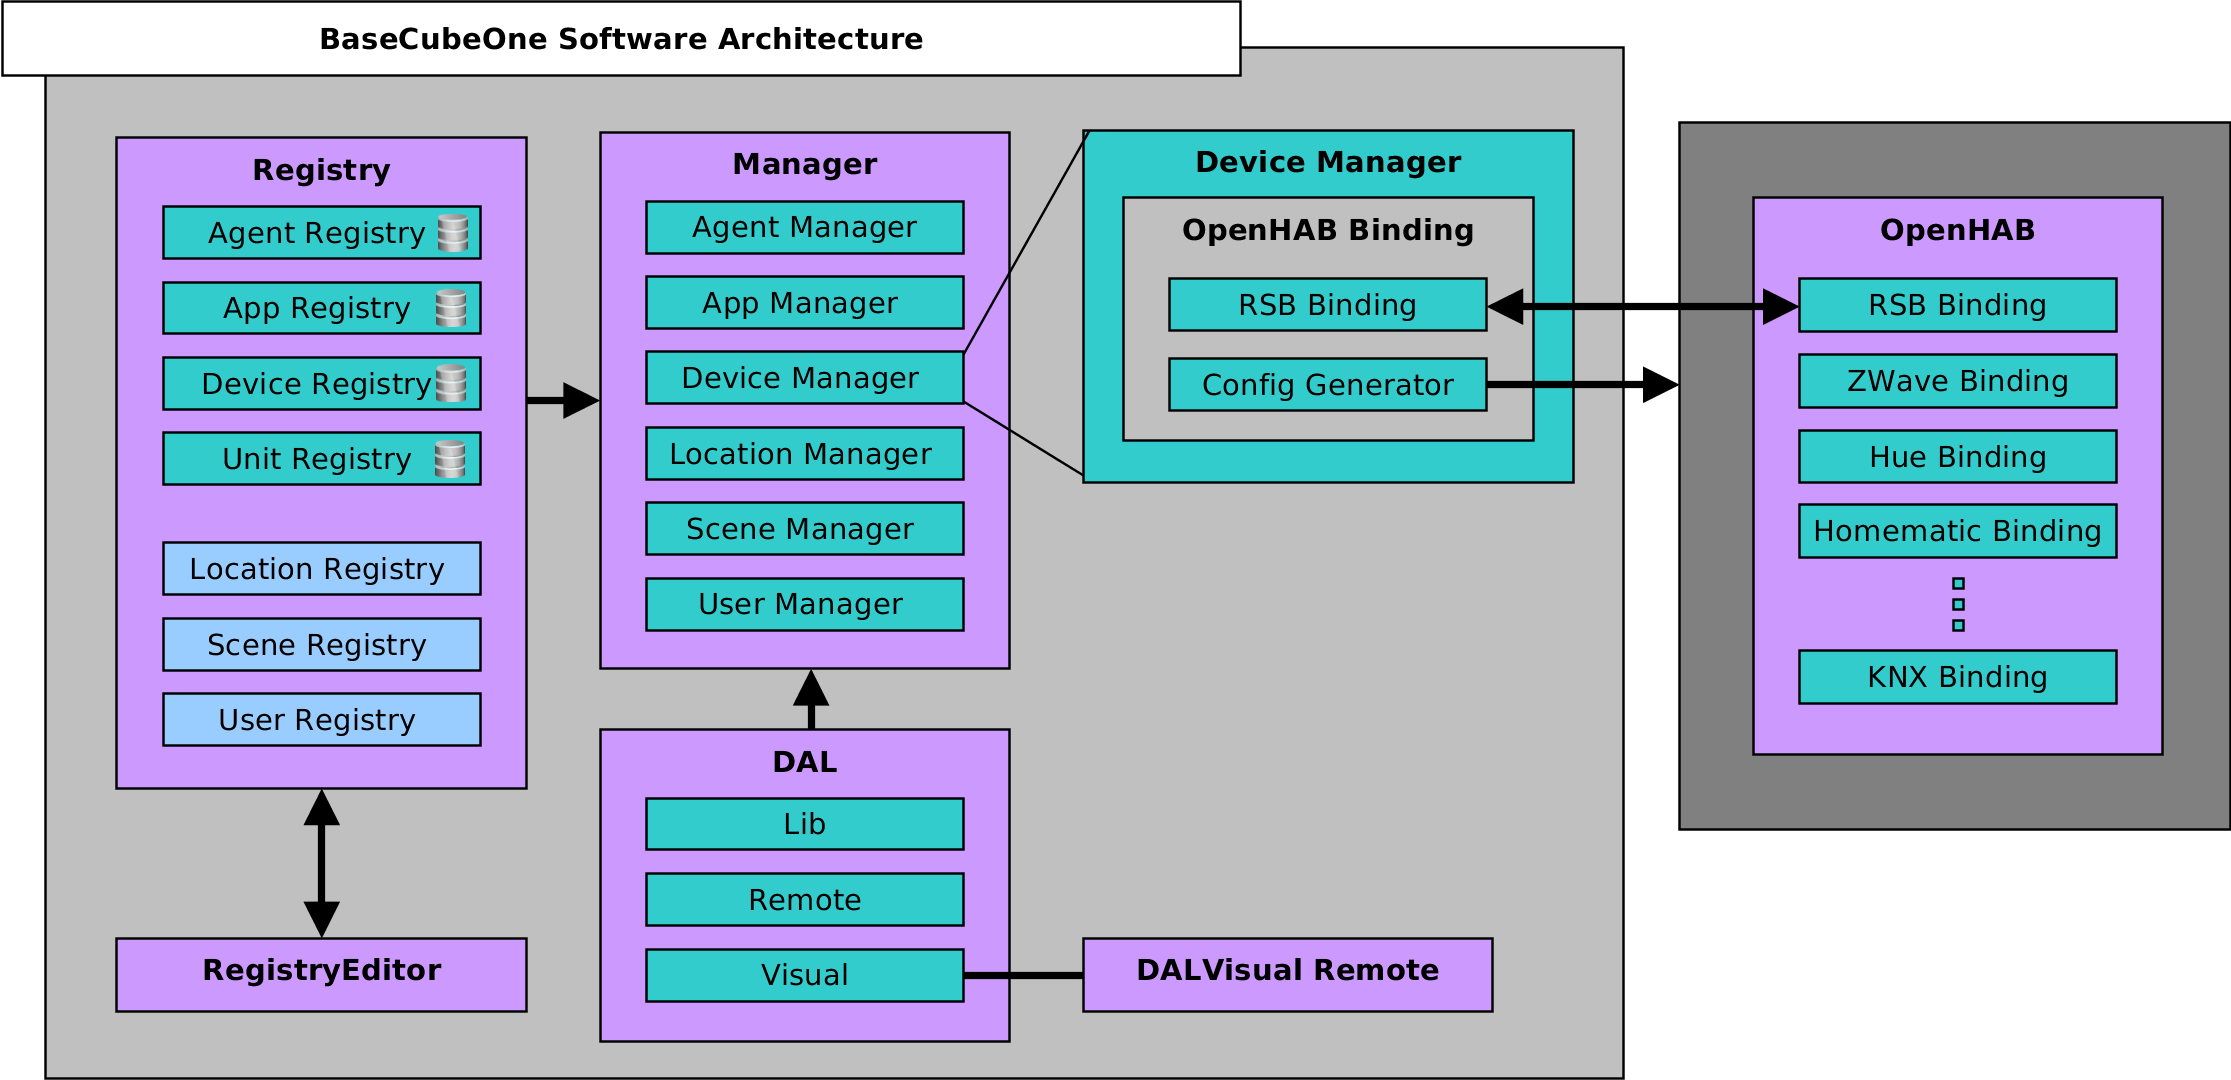 BaseCubeOne Software Architecture
Registry
Agent Registry
App Registry
Device Registry
Unit Registry
Location Registry
Scene Registry
User Registry
RegistryEditor
Manager
Agent Manager
App Manager
Device Manager
Location Manager
Scene Manager
User Manager
DAL
Lib
Remote
Visual
DALVisual Remote
Device Manager
OpenHAB Binding
RSB Binding
Config Generator
OpenHAB
RSB Binding
ZWave Binding
Hue Binding
Homematic Binding
KNX Binding